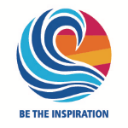 BE THE INSPIRATION